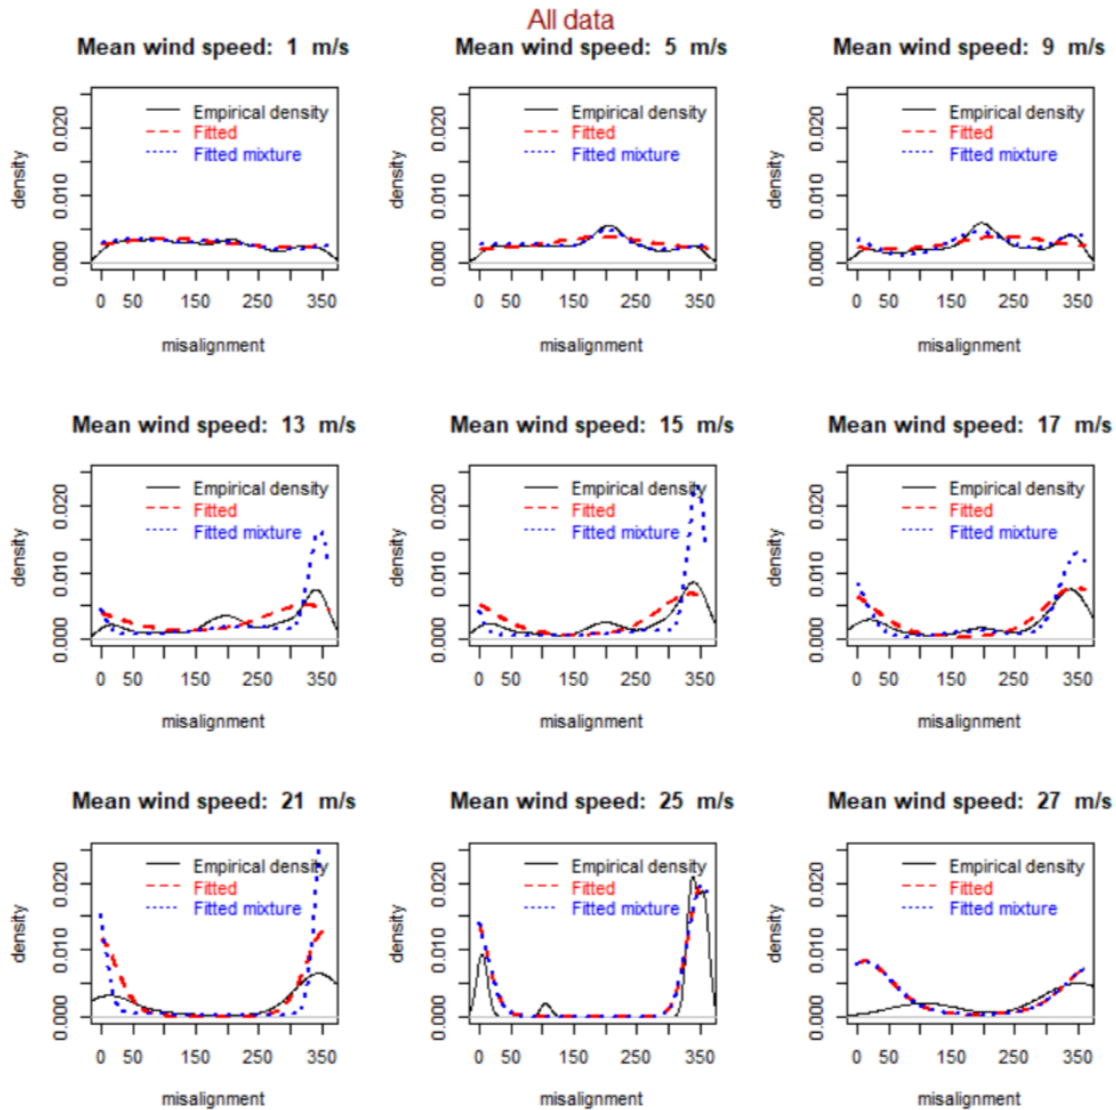 All data
Mean wind speed: 1 m/s
Mean wind speed: 5 m/s
Mean wind speed: 9 m/s
density
0.000 0.010 0.020
Empirical density
Fitted
Fitted mixture
0 50 150 250 350
misalignment
density
0.000 0.010 0.020
Empirical density
Fitted
Fitted mixture
0 50 150 250 350
misalignment
density
0.000 0.010 0.020
Empirical density
Fitted
Fitted mixture
0 50 150 250 350
misalignment
Mean wind speed: 13 m/s
Mean wind speed: 15 m/s
Mean wind speed: 17 m/s
density
0.000 0.010 0.020
Empirical density
Fitted
Fitted mixture
0 50 150 250 350
misalignment
density
0.000 0.010 0.020
Empirical density
Fitted
Fitted mixture
0 50 150 250 350
misalignment
density
0.000 0.010 0.020
Empirical density
Fitted
Fitted mixture
0 50 150 250 350
misalignment
Mean wind speed: 21 m/s
Mean wind speed: 25 m/s
Mean wind speed: 27 m/s
density
0.000 0.010 0.020
Empirical density
Fitted
Fitted mixture
0 50 150 250 350
misalignment
density
0.000 0.010 0.020
Empirical density
Fitted
Fitted mixture
0 50 150 250 350
misalignment
density
0.000 0.010 0.020
Empirical density
Fitted
Fitted mixture
0 50 150 250 350
misalignment